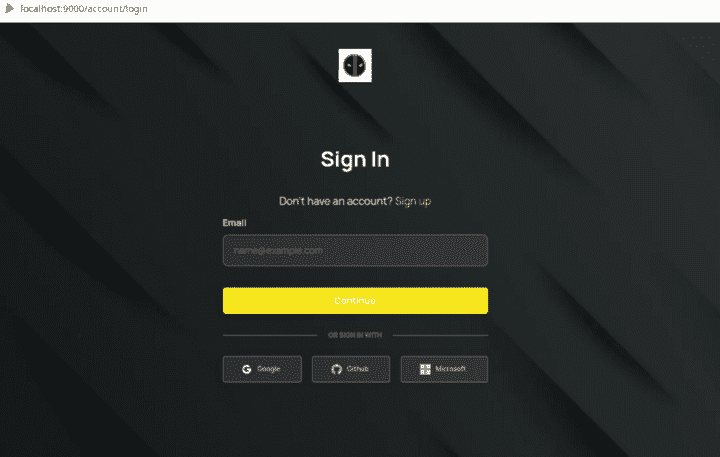 localhost:9000/account/login
Sign In
Don't have an account? Sign up
Email
name@example.com
Continue
OR SIGN IN WITH
Google Github Microsoft